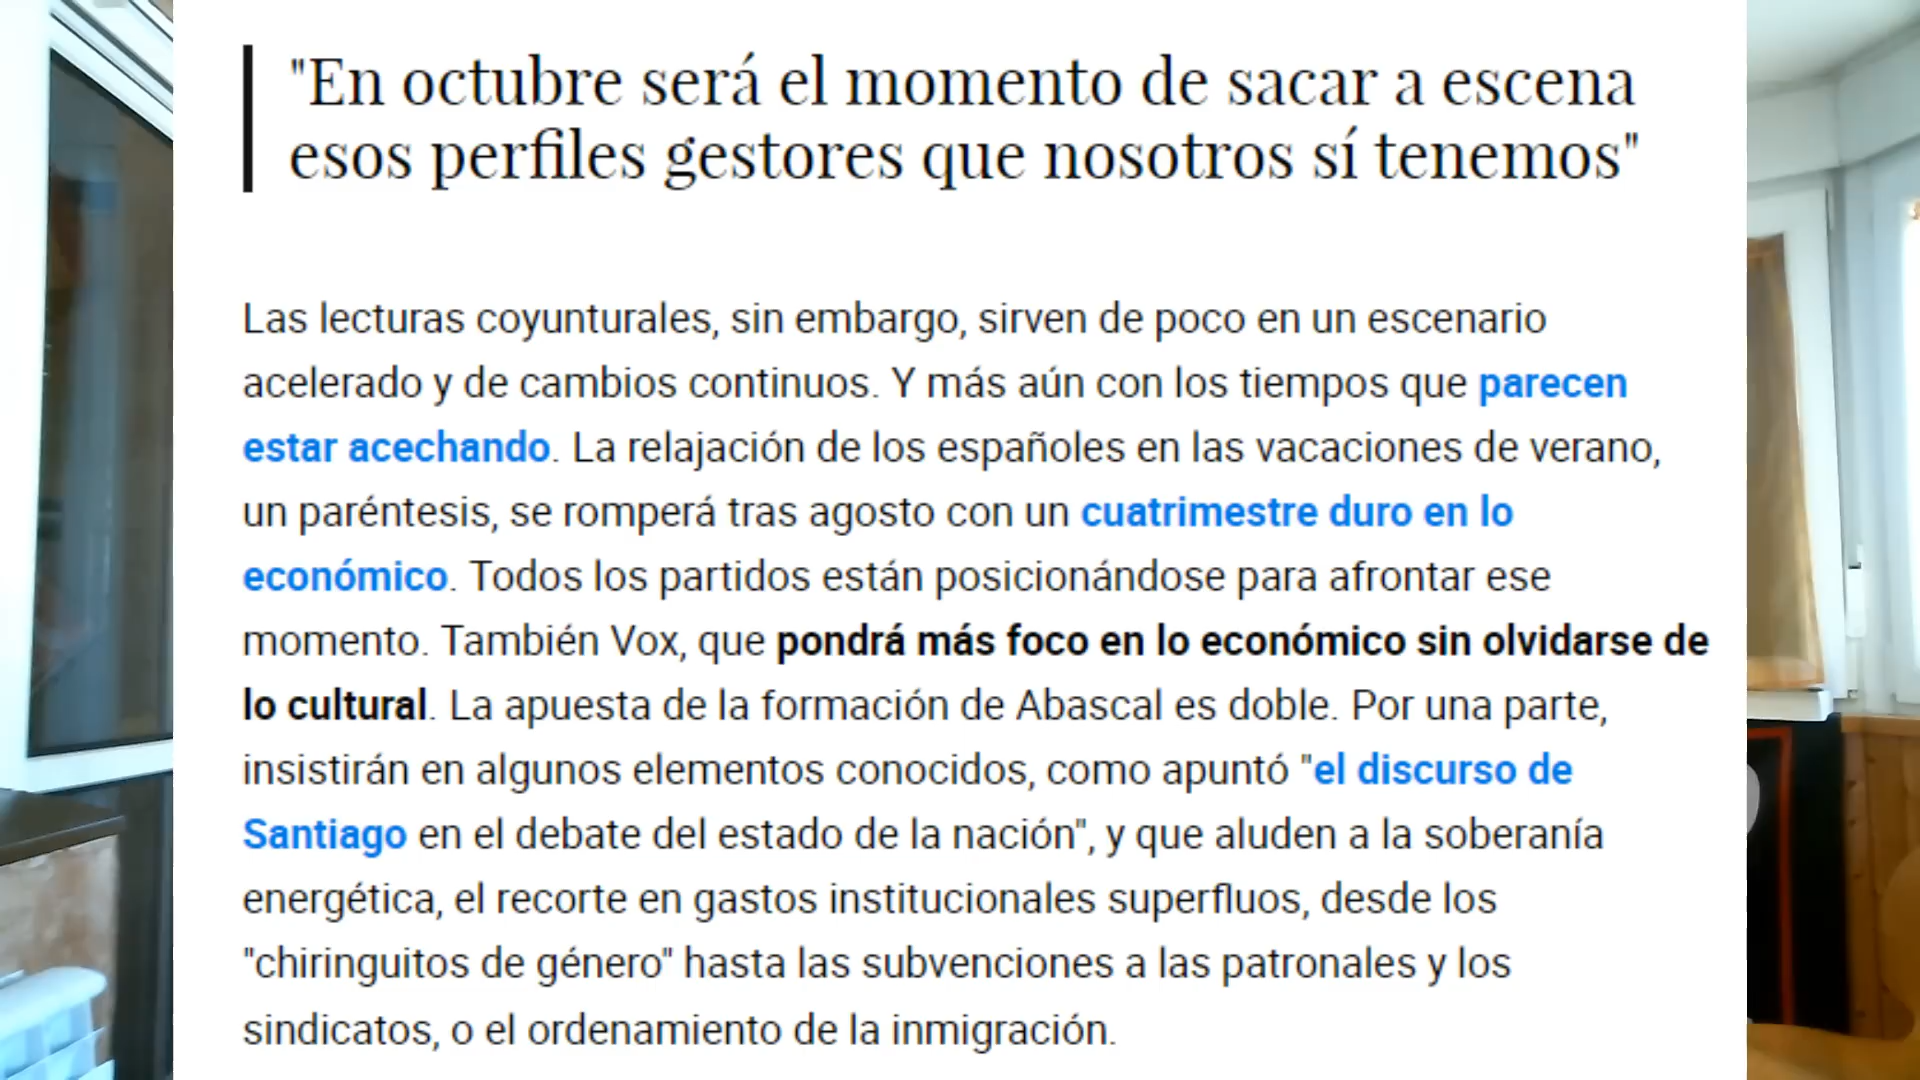 "En octubre será el momento de sacar a escena
esos perfiles gestores que nosotros sí tenemos"
Las lecturas coyunturales, sin embargo, sirven de poco en un escenario
acelerado y de cambios continuos. Y más aún con los tiempos que parecen
estar acechando. La relajación de los españoles en las vacaciones de verano,
un paréntesis, se romperá tras agosto con un cuatrimestre duro en lo
económico. Todos los partidos están posicionándose para afrontar ese
momento. También Vox, que pondrá más foco en lo económico sin olvidarse de
lo cultural. La apuesta de la formación de Abascal es doble. Por una parte,
insistirán en algunos elementos conocidos, como apuntó "el discurso de
Santiago en el debate del estado de la nación", y que aluden a la soberanía
energética, el recorte en gastos institucionales superfluos, desde los
"chiringuitos de género" hasta las subvenciones a las patronales y los
sindicatos, o el ordenamiento de la inmigración.